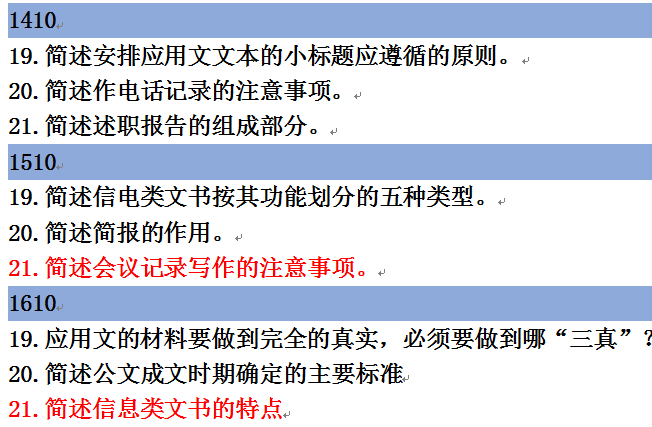 1410
19.简述安排应用文文本的小标题应遵循的原则。
20.简述作电话记录的注意事项。
21.简述述职报告的组成部分。
1510
19.简述信电类文书按其功能划分的五种类型。
20.简述简报的作用。
21.简述会议记录写作的注意事项。
1610
19.应用文的材料要做到完全的真实，必须要做到哪“三真”？
20.简述公文成文时期确定的主要标准
21.简述信息类文书的特点